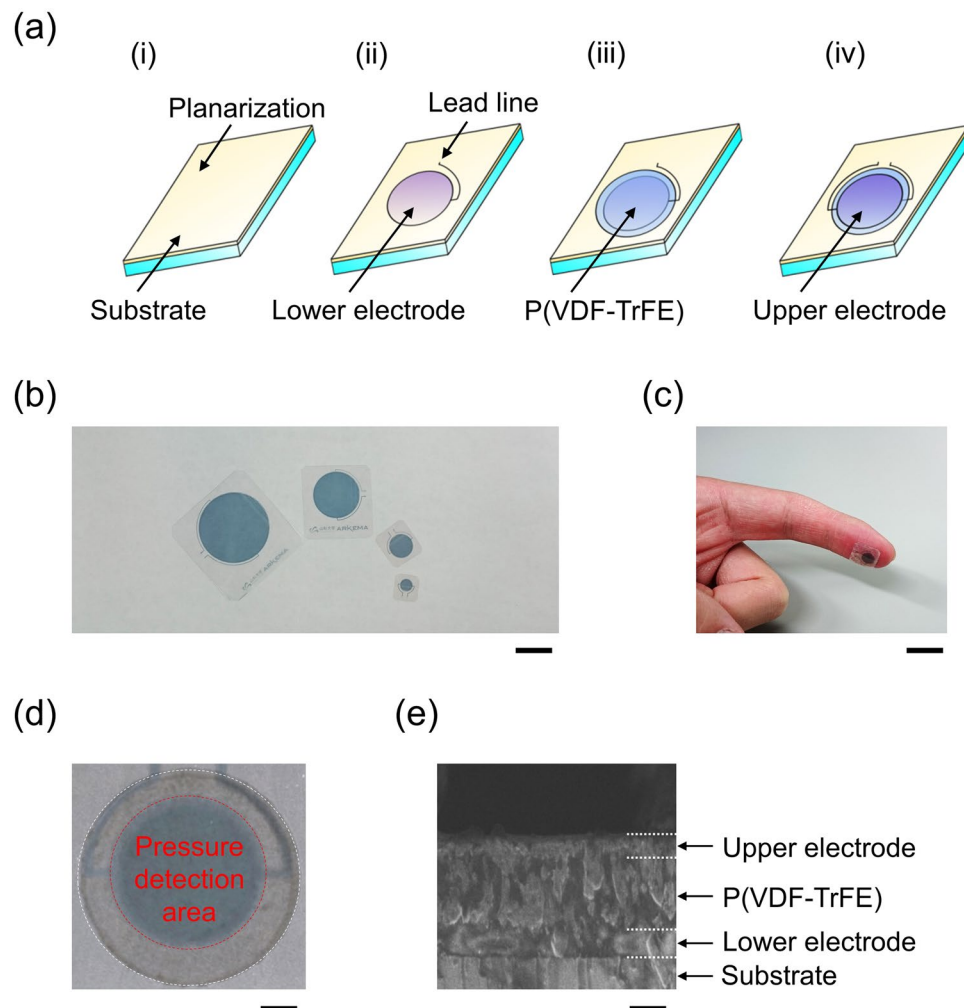 (a)
(i)
(ii)
(iii)
(iv)
Planarization
Lead line
Substrate
Lower electrode
P(VDF-TrFE)
Upper electrode
(b)
(c)
(d)
(e)
Pressure
detection
area
Upper electrode
P(VDF-TrFE)
Lower electrode
Substrate